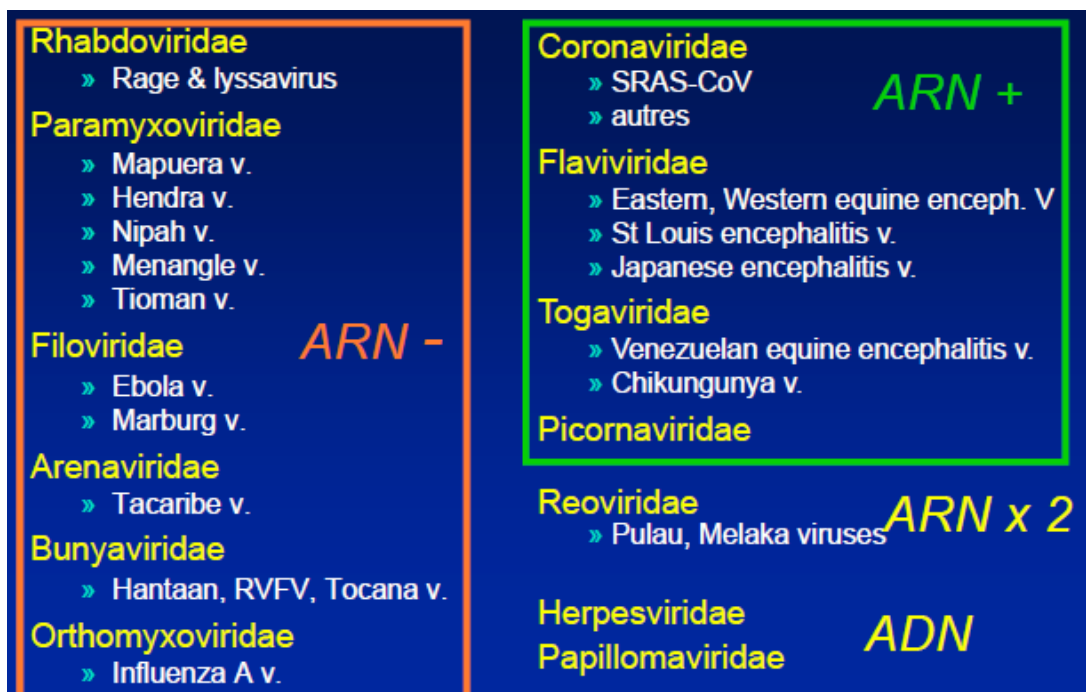 Rhabdoviridae
» Rage & lyssavirus
Paramyxoviridae
» Mapuera v.
» Hendra v.
» Nipah v.
» Menangle v.
» Tioman v.
Filoviridae
ARN -
» Ebola v.
» Marburg v.
Arenaviridae
» Tacaribe v.
Bunyaviridae
» Hantaan, RVFV, Tocana v.
Orthomyxoviridae
» Influenza A v.
Coronaviridae
» SRAS-CoV
ARN +
» autres
Flaviviridae
» Eastern, Western equine enceph. V
» St Louis encephalitis v.
» Japanese encephalitis v.
Togaviridae
» Venezuelan equine encephalitis v.
» Chikungunya v.
Picornaviridae
Reoviridae
ARN x 2
» Pulau, Melaka viruses
Herpesviridae
ADN
Papillomaviridae